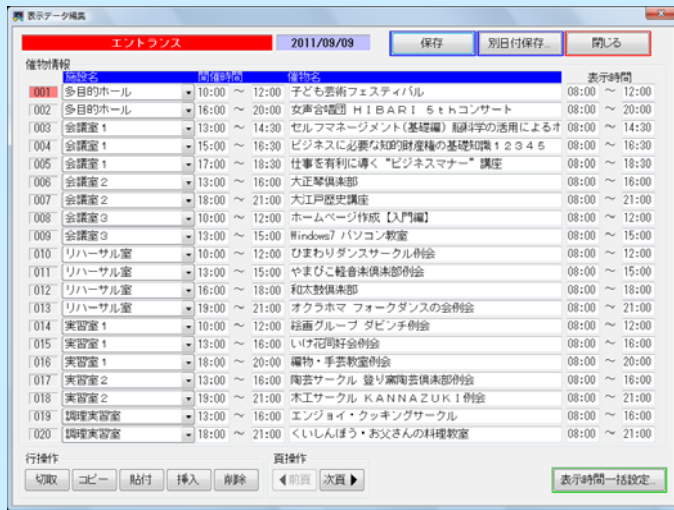 表示データ編集
エントランス 2011/09/09 保存 別日付保存... 閉じる
催物情報
施設名 開催時間 催物名 表示時間
001 多目的ホール 10:00 ～ 12:00 子ども芸術フェスティバル 08:00 ～ 12:00
002 多目的ホール 16:00 ～ 20:00 女声合唱団 ＨＩＢＡＲＩ ５ｔｈコンサート 08:00 ～ 20:00
003 会議室1 13:00 ～ 14:30 セルフマネージメント(基礎編) 脳科学の活用によるオ 08:00 ～ 14:30
004 会議室1 15:00 ～ 16:30 ビジネスに必要な知的財産権の基礎知識１２３４５ 08:00 ～ 16:30
005 会議室1 17:00 ～ 18:30 仕事を有利に導く“ビジネスマナー”講座 08:00 ～ 18:30
006 会議室2 13:00 ～ 16:00 大正琴倶楽部 08:00 ～ 16:00
007 会議室2 18:00 ～ 21:00 大江戸歴史講座 08:00 ～ 21:00
008 会議室3 10:00 ～ 12:00 ホームページ作成【入門編】 08:00 ～ 12:00
009 会議室3 13:00 ～ 15:00 Windows7 パソコン教室 08:00 ～ 15:00
010 リハーサル室 10:00 ～ 12:00 ひまわりダンスサークル例会 08:00 ～ 12:00
011 リハーサル室 13:00 ～ 15:00 やまびこ軽音楽倶楽部例会 08:00 ～ 15:00
012 リハーサル室 16:00 ～ 18:00 和太鼓倶楽部 08:00 ～ 18:00
013 リハーサル室 19:00 ～ 21:00 オクラホマ フォークダンスの会例会 08:00 ～ 21:00
014 実習室1 10:00 ～ 12:00 絵画グループ ダビンチ例会 08:00 ～ 12:00
015 実習室1 13:00 ～ 16:00 いけ花同好会例会 08:00 ～ 16:00
016 実習室1 18:00 ～ 20:00 編物・手芸教室例会 08:00 ～ 20:00
017 実習室2 13:00 ～ 16:00 陶芸サークル 登り窯陶芸倶楽部例会 08:00 ～ 16:00
018 実習室2 19:00 ～ 21:00 木工サークル ＫＡＮＮＡＺＵＫＩ例会 08:00 ～ 21:00
019 調理実習室 13:00 ～ 16:00 エンジョイ・クッキングサークル 08:00 ～ 16:00
020 調理実習室 18:00 ～ 21:00 くいしんぼう・お父さんの料理教室 08:00 ～ 21:00
行操作 頁操作
切取 コピー 貼付 挿入 削除 ◀前頁 次頁▶ 表示時間一括設定...